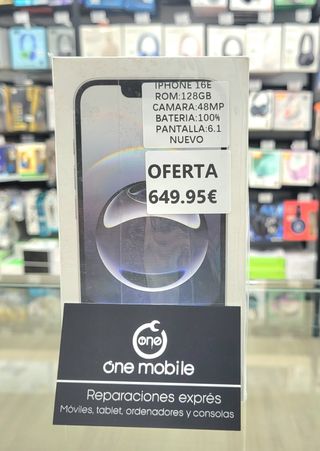 IPHONE 16E
ROM:128GB
CAMARA:48MP
BATERIA:100%
PANTALLA:6.1
NUEVO
OFERTA
649.95€
one
óne mobile
Reparaciones exprés
Móviles, tablet, ordenadores y consolas